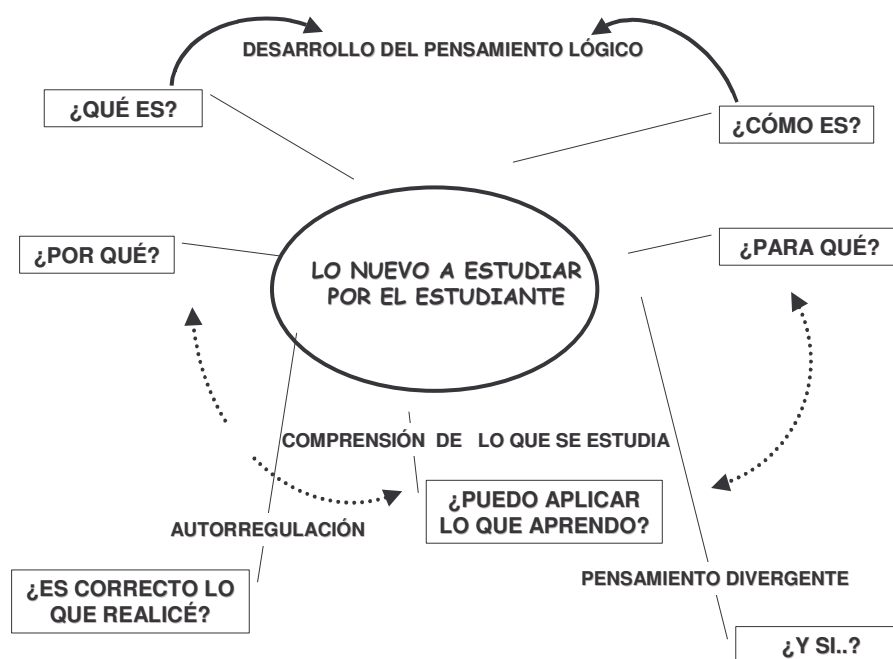 DESARROLLO DEL PENSAMIENTO LÓGICO
¿QUÉ ES?
¿CÓMO ES?
¿POR QUÉ?
¿PARA QUÉ?
LO NUEVO A ESTUDIAR
POR EL ESTUDIANTE
COMPRENSIÓN DE LO QUE SE ESTUDIA
¿PUEDO APLICAR
LO QUE APRENDO?
AUTORREGULACIÓN
¿ES CORRECTO LO
QUE REALICÉ?
PENSAMIENTO DIVERGENTE
¿Y SI..?